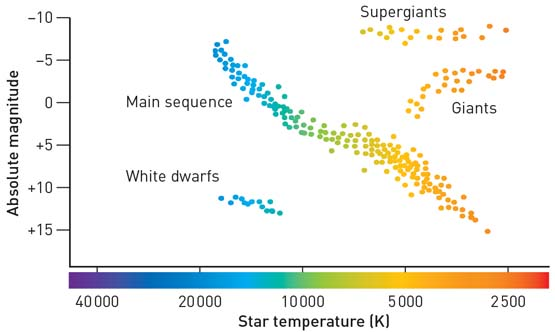 Supergiants
Giants
Main sequence
White dwarfs
Absolute magnitude
−10
−5
0
+5
+10
+15
40 000
20 000
10 000
5 000
2 500
Star temperature (K)